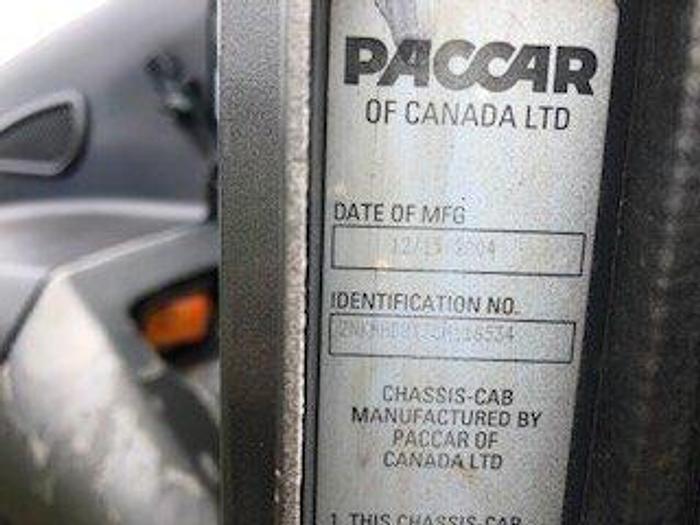 PACCAR
OF CANADA LTD
DATE OF MFG
2004
IDENTIFICATION NO.
CHASSIS-CAB
MANUFACTURED BY
PACCAR OF
CANADA LTD
1. THIS CHASSIS-CAB